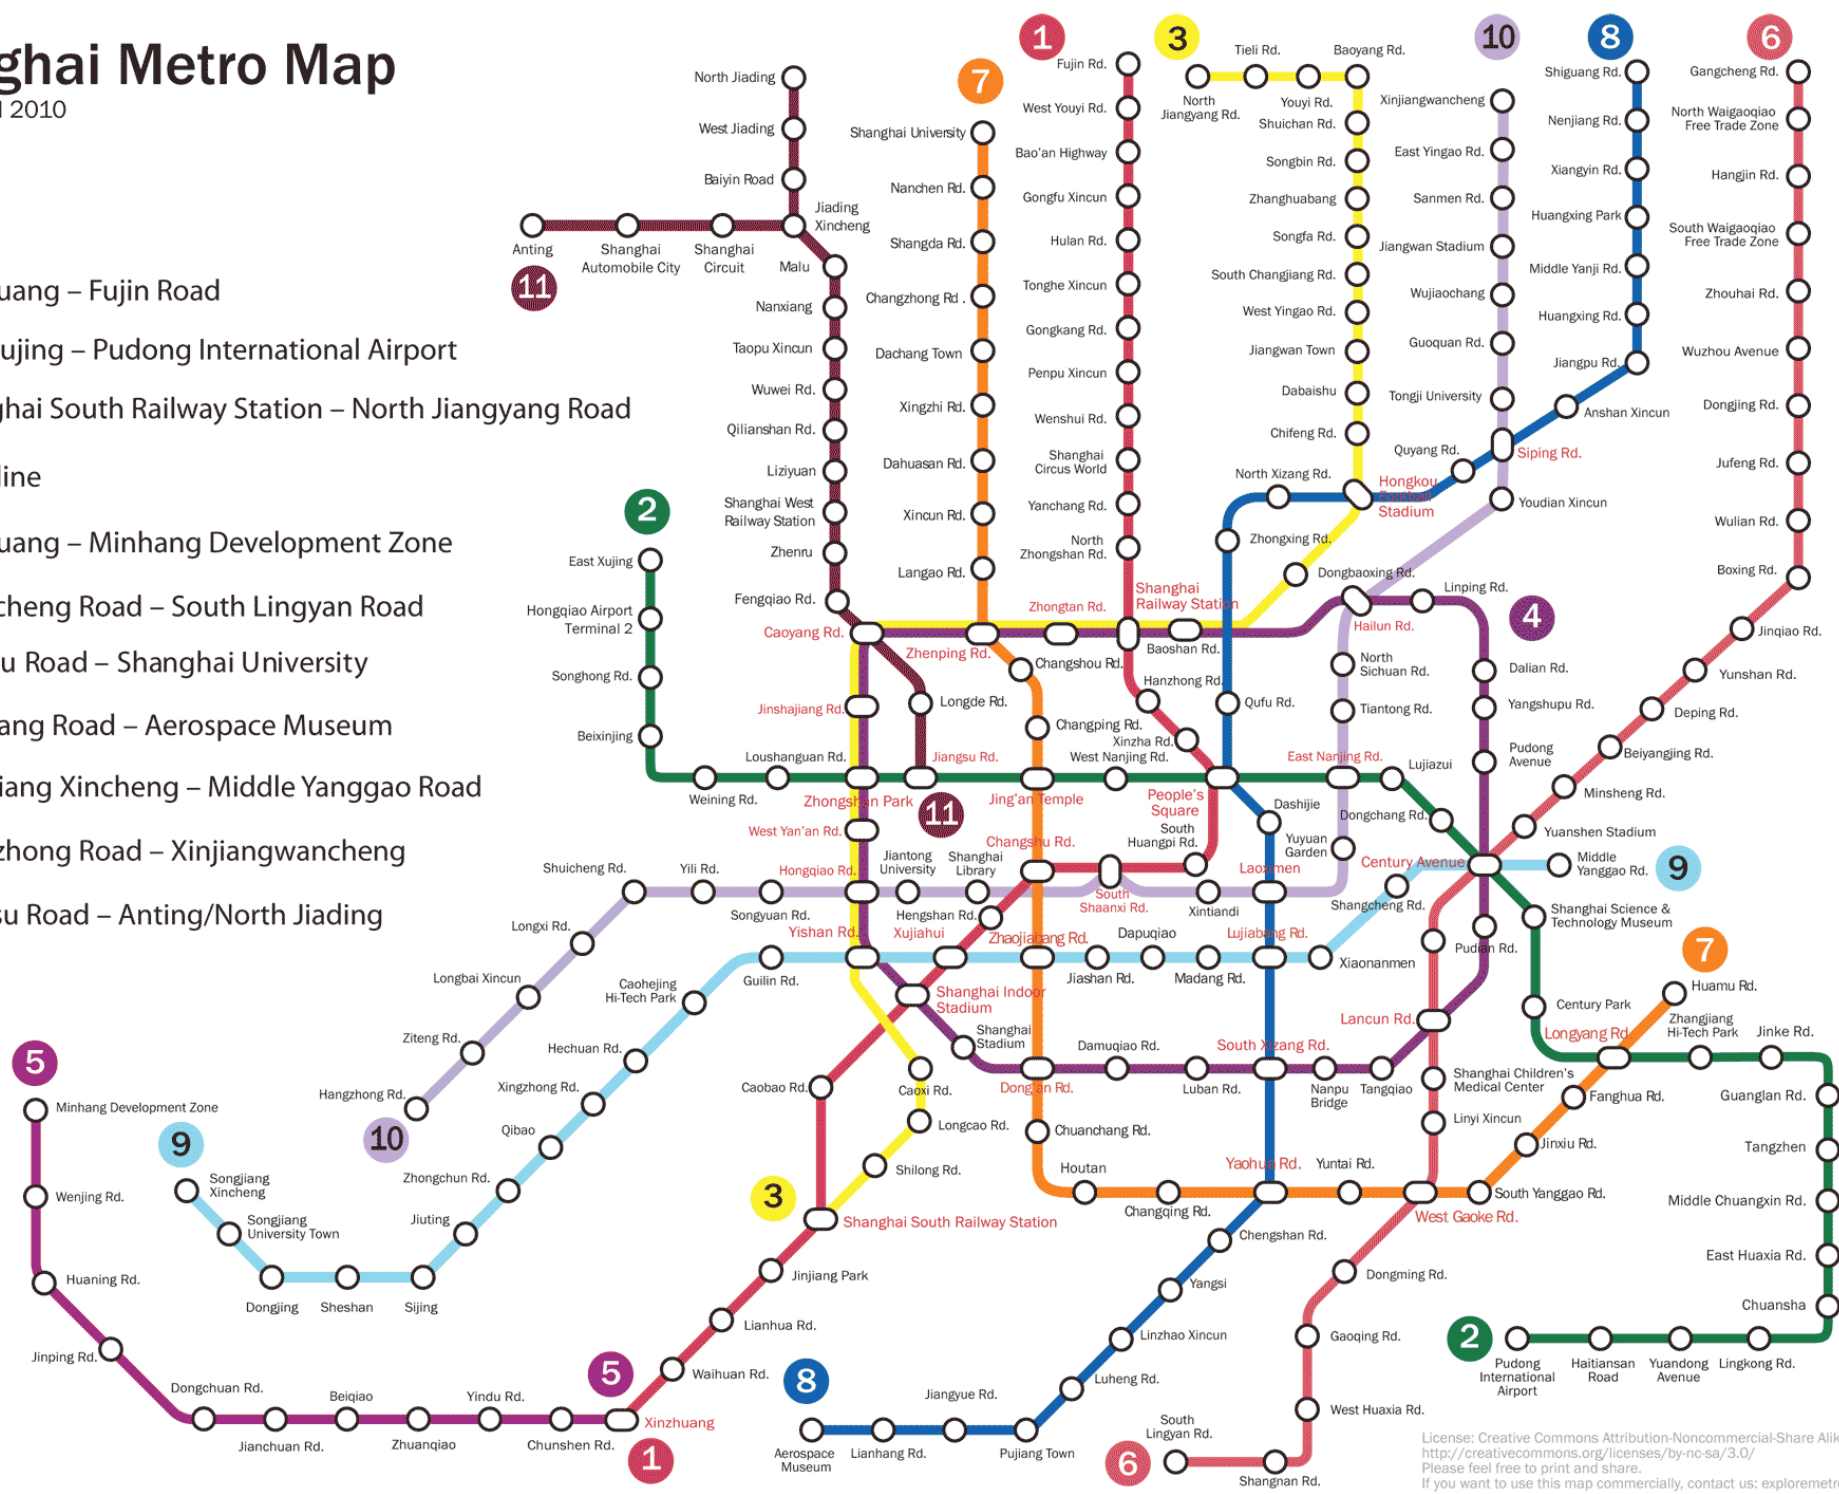 ghai Metro Map
2010
uang – Fujin Road
ujing – Pudong International Airport
ghai South Railway Station – North Jiangyang Road
line
uang – Minhang Development Zone
cheng Road – South Lingyan Road
u Road – Shanghai University
ang Road – Aerospace Museum
iang Xincheng – Middle Yanggao Road
zhong Road – Xinjiangwancheng
su Road – Anting/North Jiading
North Jiading
West Jiading
Baiyin Road
Jiading
Xincheng
Anting
Shanghai
Automobile City
Shanghai
Circuit
Malu
11
Nanxiang
Taopu Xincun
Wuwei Rd.
Qilianshan Rd.
Liziyuan
Shanghai West
Railway Station
Zhenru
Fengqiao Rd.
Caoyang Rd.
Longde Rd.
Jiangsu Rd.
11
7
Shanghai University
Nanchen Rd.
Shangda Rd.
Changzhong Rd .
Dachang Town
Xingzhi Rd.
Dahuasan Rd.
Xincun Rd.
Langao Rd.
Zhenping Rd.
Changshou Rd.
Changping Rd.
Jing'an Temple
Changshu Rd.
Zhaojiabang Rd.
Dong'an Rd.
Chuanchang Rd.
Houtan
Changqing Rd.
Yaohua Rd.
Yuntai Rd.
West Gaoke Rd.
South Yanggao Rd.
Jinxiu Rd.
Fanghua Rd.
Longyang Rd.
Huamu Rd.
7
1
Fujin Rd.
West Youyi Rd.
Bao'an Highway
Gongfu Xincun
Hulan Rd.
Tonghe Xincun
Gongkang Rd.
Penpu Xincun
Wenshui Rd.
Shanghai
Circus World
Yanchang Rd.
North
Zhongshan Rd.
Shanghai
Railway Station
Hanzhong Rd.
Xinzha Rd.
People's
Square
South
Huangpi Rd.
South
Shaanxi Rd.
Hengshan Rd.
Xujiahui
Shanghai Indoor
Stadium
Caobao Rd.
Shanghai South Railway Station
Jinjiang Park
Lianhua Rd.
Waihuan Rd.
Xinzhuang
1
3
North
Jiangyang Rd.
Tieli Rd.
Youyi Rd.
Baoyang Rd.
Shuichan Rd.
Songbin Rd.
Zhanghuabang
Songfa Rd.
South Changjiang Rd.
West Yingao Rd.
Jiangwan Town
Dabaishu
Chifeng Rd.
Hongkou
Football
Stadium
Dongbaoxing Rd.
Baoshan Rd.
Zhongtan Rd.
Jinshajiang Rd.
Zhongshan Park
West Yan'an Rd.
Hongqiao Rd.
Yishan Rd.
Caoxi Rd.
Longcao Rd.
Shilong Rd.
3
10
Xinjiangwancheng
East Yingao Rd.
Sanmen Rd.
Jiangwan Stadium
Wujiaochang
Guoquan Rd.
Tongji University
Siping Rd.
Youdian Xincun
Hailun Rd.
North
Sichuan Rd.
Tiantong Rd.
East Nanjing Rd.
Yuyuan
Garden
Laoximen
Xintiandi
Shanghai
Library
Jiantong
University
Songyuan Rd.
Yili Rd.
Shuicheng Rd.
Longxi Rd.
Longbai Xincun
Ziteng Rd.
Hangzhong Rd.
10
8
Shiguang Rd.
Nenjiang Rd.
Xiangyin Rd.
Huangxing Park
Middle Yanji Rd.
Huangxing Rd.
Jiangpu Rd.
Anshan Xincun
Quyang Rd.
North Xizang Rd.
Zhongxing Rd.
Qufu Rd.
Dashijie
Lujiabang Rd.
South Xizang Rd.
Chengshan Rd.
Yangsi
Linzhao Xincun
Luheng Rd.
Pujiang Town
Jiangyue Rd.
Lianhang Rd.
Aerospace
Museum
8
6
Gangcheng Rd.
North Waigaoqiao
Free Trade Zone
Hangjin Rd.
South Waigaoqiao
Free Trade Zone
Zhouhai Rd.
Wuzhou Avenue
Dongjing Rd.
Jufeng Rd.
Wulian Rd.
Boxing Rd.
Jinqiao Rd.
Yunshan Rd.
Deping Rd.
Beiyangjing Rd.
Minsheng Rd.
Yuanshen Stadium
Century Avenue
Pudian Rd.
Lancun Rd.
Shanghai Children's
Medical Center
Linyi Xincun
Dongming Rd.
Gaoqing Rd.
West Huaxia Rd.
Shangnan Rd.
South
Lingyan Rd.
6
2
East Xujing
Hongqiao Airport
Terminal 2
Songhong Rd.
Beixinjing
Weining Rd.
Loushanguan Rd.
West Nanjing Rd.
Lujiazui
Dongchang Rd.
Shanghai Science &
Technology Museum
Century Park
Zhangjiang
Hi-Tech Park
Jinke Rd.
Guanglan Rd.
Tangzhen
Middle Chuangxin Rd.
East Huaxia Rd.
Chuansha
Lingkong Rd.
Yuandong
Avenue
Haitiansan
Road
Pudong
International
Airport
2
4
Linping Rd.
Dalian Rd.
Yangshupu Rd.
Pudong
Avenue
Tangqiao
Nanpu
Bridge
Luban Rd.
Damuqiao Rd.
Shanghai
Stadium
9
Middle
Yanggao Rd.
Shangcheng Rd.
Xiaonanmen
Madang Rd.
Dapuqiao
Jiashan Rd.
Guilin Rd.
Caohejing
Hi-Tech Park
Hechuan Rd.
Xingzhong Rd.
Qibao
Zhongchun Rd.
Jiuting
Sijing
Sheshan
Dongjing
Songjiang
University Town
Songjiang
Xincheng
9
5
Minhang Development Zone
Wenjing Rd.
Huaning Rd.
Jinping Rd.
Dongchuan Rd.
Jianchuan Rd.
Beiqiao
Zhuanqiao
Yindu Rd.
Chunshen Rd.
5
License: Creative Commons Attribution-Noncommercial-Share Alik
http://creativecommons.org/licenses/by-nc-sa/3.0/
Please feel free to print and share.
If you want to use this map commercially, contact us: exploremetr